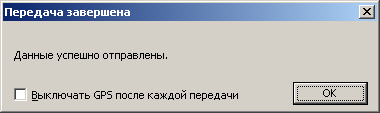 Передача завершена
Данные успешно отправлены.
Выключать GPS после каждой передачи
OK